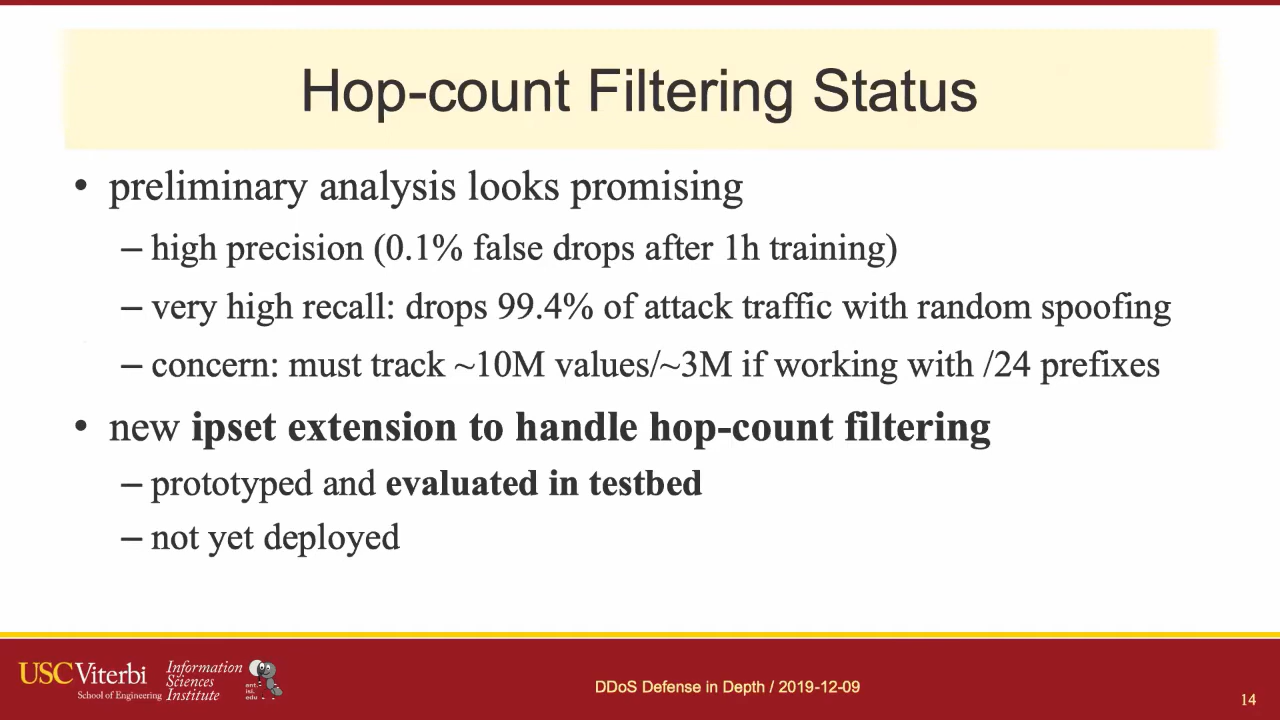 Hop-count Filtering Status
• preliminary analysis looks promising
– high precision (0.1% false drops after 1h training)
– very high recall: drops 99.4% of attack traffic with random spoofing
– concern: must track ~10M values/~3M if working with /24 prefixes
• new ipset extension to handle hop-count filtering
– prototyped and evaluated in testbed
– not yet deployed
USC Viterbi
School of Engineering
Information
Sciences
Institute
ant.
isi.
edu
DDoS Defense in Depth / 2019-12-09
14